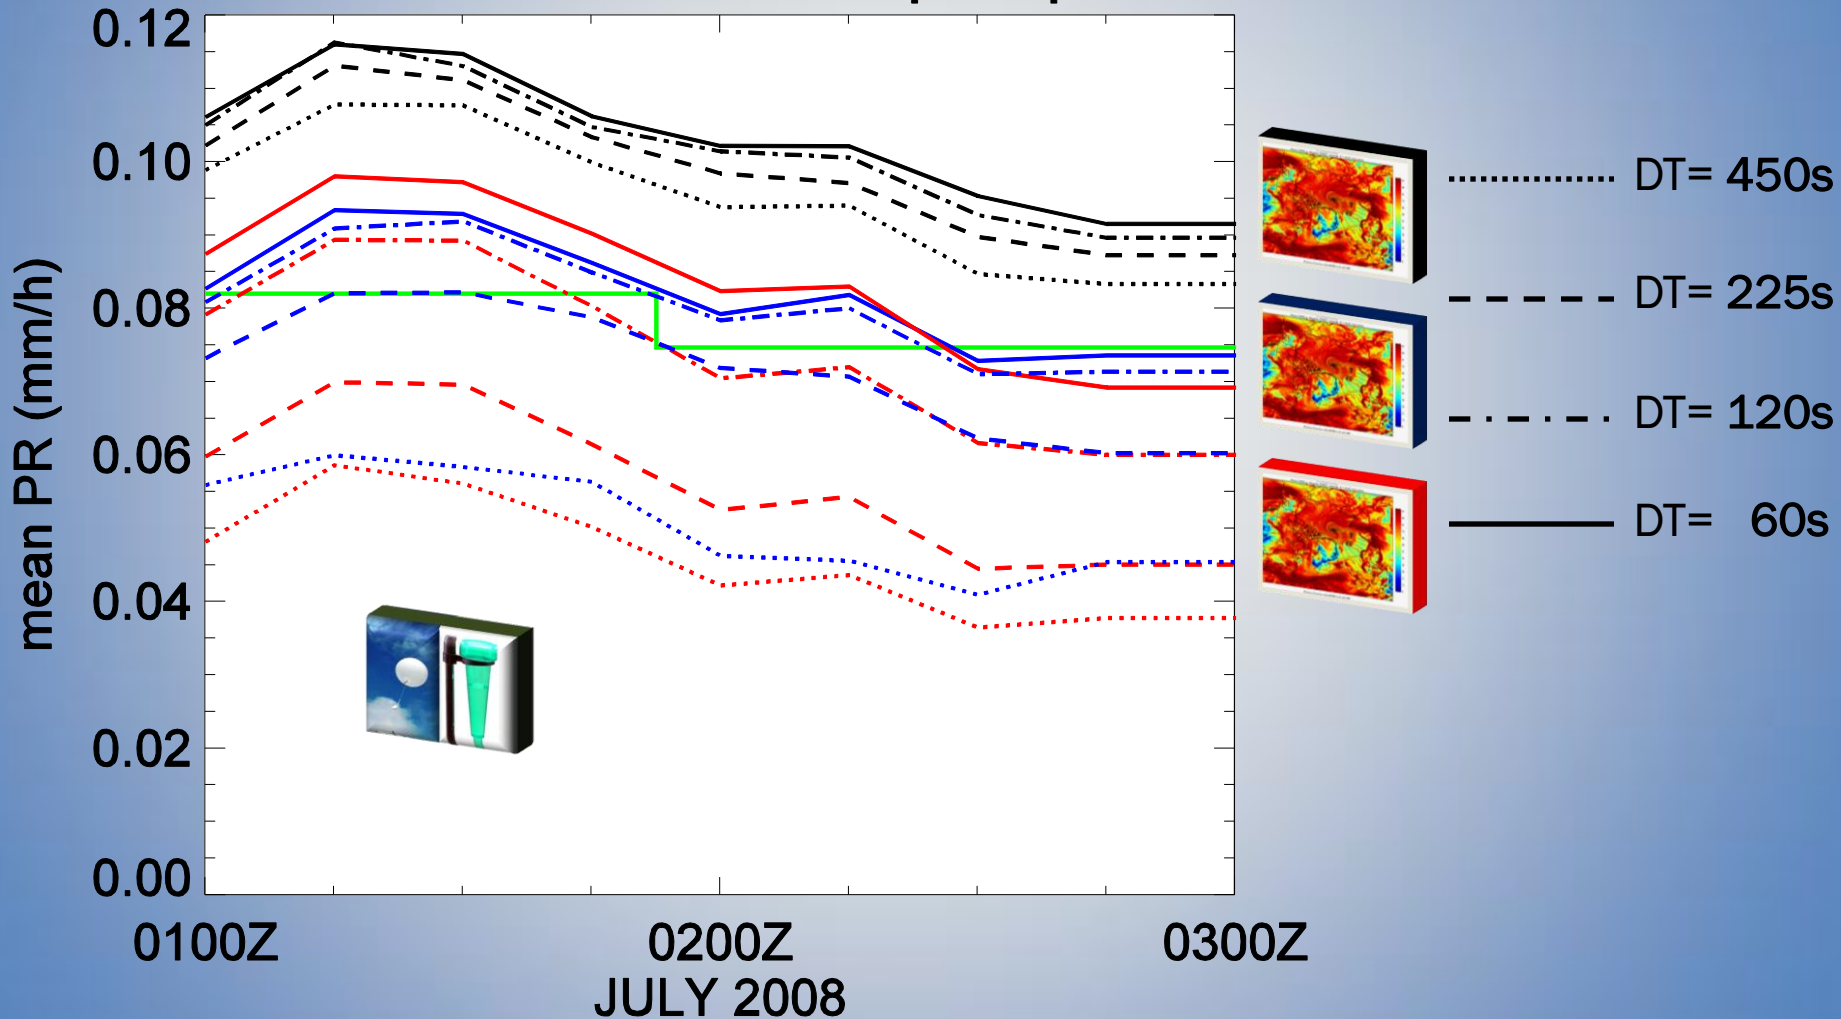 0.12
0.10
0.08
0.06
0.04
0.02
0.00
mean PR (mm/h)
0100Z 0200Z 0300Z
JULY 2008
DT= 450s
DT= 225s
DT= 120s
DT= 60s